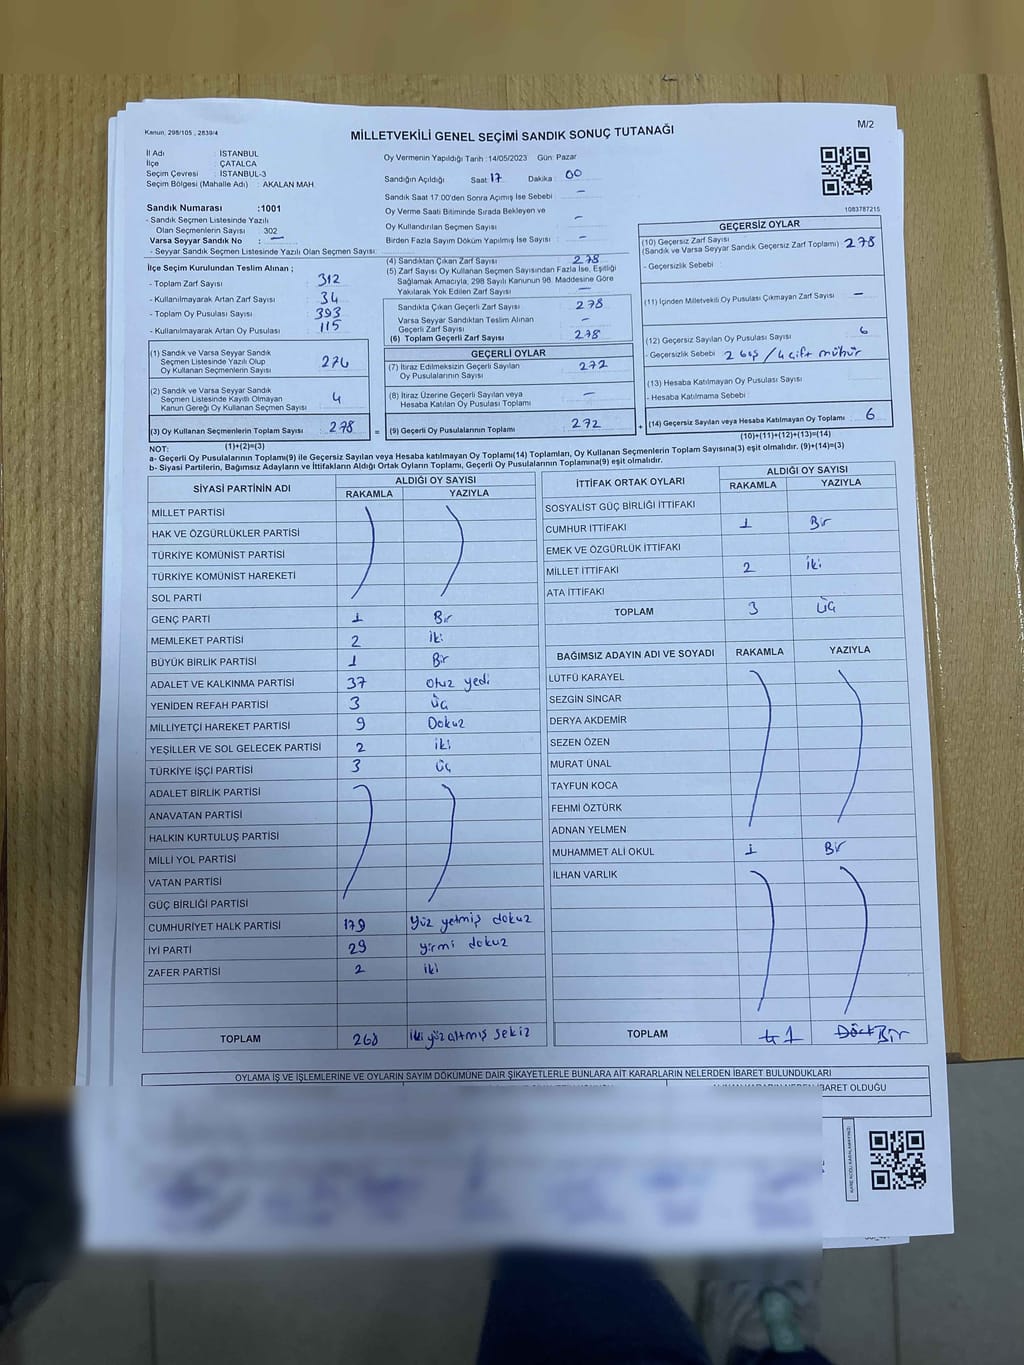 Kanun, 298/105 , 2839/4
M/2
MİLLETVEKİLİ GENEL SEÇİMİ SANDIK SONUÇ TUTANAĞI
İl Adı : İSTANBUL
İlçe : ÇATALCA
Seçim Çevresi : İSTANBUL-3
Seçim Bölgesi (Mahalle Adı) : AKALAN MAH.
Sandık Numarası :1001
- Sandık Seçmen Listesinde Yazılı
Olan Seçmenlerin Sayısı : 302
Varsa Seyyar Sandık No : –
- Seyyar Sandık Seçmen Listesinde Yazılı Olan Seçmen Sayısı:
Oy Vermenin Yapıldığı Tarih :14/05/2023 Gün: Pazar
Sandığın Açıldığı Saat: 17 Dakika : 00
Sandık Saat 17.00'den Sonra Açımış İse Sebebi : –
Oy Verme Saati Bitiminde Sırada Bekleyen ve
Oy Kullandırılan Seçmen Sayısı : –
Birden Fazla Sayım Döküm Yapılmış İse Sayısı : –
1083787215
İlçe Seçim Kurulundan Teslim Alınan ;
- Toplam Zarf Sayısı : 312
- Kullanılmayarak Artan Zarf Sayısı : 34
- Toplam Oy Pusulası Sayısı : 393
- Kullanılmayarak Artan Oy Pusulası : 115
(1) Sandık ve Varsa Seyyar Sandık
Seçmen Listesinde Yazılı Olup
Oy Kullanan Seçmenlerin Sayısı : 274
(2) Sandık ve Varsa Seyyar Sandık
Seçmen Listesinde Kayıtlı Olmayan
Kanun Gereği Oy Kullanan Seçmen Sayısı : 4
(3) Oy Kullanan Seçmenlerin Toplam Sayısı : 278
(1)+(2)=(3)
(4) Sandıktan Çıkan Zarf Sayısı : 278
(5) Zarf Sayısı Oy Kullanan Seçmen Sayısından Fazla İse, Eşitliği
Sağlamak Amacıyla, 298 Sayılı Kanunun 98. Maddesine Göre
Yakılarak Yok Edilen Zarf Sayısı : –
Sandıkta Çıkan Geçerli Zarf Sayısı : 278
Varsa Seyyar Sandıktan Teslim Alınan
Geçerli Zarf Sayısı : –
(6) Toplam Geçerli Zarf Sayısı : 278
GEÇERLİ OYLAR
(7) İtiraz Edilmeksizin Geçerli Sayılan
Oy Pusulalarının Sayısı : 272
(8) İtiraz Üzerine Geçerli Sayılan veya
Hesaba Katılan Oy Pusulası Toplamı : –
= (9) Geçerli Oy Pusulalarının Toplamı : 272
GEÇERSİZ OYLAR
(10) Geçersiz Zarf Sayısı
(Sandık ve Varsa Seyyar Sandık Geçersiz Zarf Toplamı) : 278
- Geçersizlik Sebebi :
(11) İçinden Milletvekili Oy Pusulası Çıkmayan Zarf Sayısı : –
(12) Geçersiz Sayılan Oy Pusulası Sayısı : 6
- Geçersizlik Sebebi : 2 boş / 4 çift mühür
(13) Hesaba Katılmayan Oy Pusulası Sayısı :
- Hesaba Katılmama Sebebi :
+ (14) Geçersiz Sayılan veya Hesaba Katılmayan Oy Toplamı : 6
(10)+(11)+(12)+(13)=(14)
NOT:
a- Geçerli Oy Pusulalarının Toplamı(9) ile Geçersiz Sayılan veya Hesaba katılmayan Oy Toplamı(14) Toplamları, Oy Kullanan Seçmenlerin Toplam Sayısına(3) eşit olmalıdır. (9)+(14)=(3)
b- Siyasi Partilerin, Bağımsız Adayların ve İttifakların Aldığı Ortak Oyların Toplamı, Geçerli Oy Pusulalarının Toplamına(9) eşit olmalıdır.
SİYASİ PARTİNİN ADI ALDIĞI OY SAYISI
RAKAMLA YAZIYLA
MİLLET PARTİSİ
HAK VE ÖZGÜRLÜKLER PARTİSİ
TÜRKİYE KOMÜNİST PARTİSİ
TÜRKİYE KOMÜNİST HAREKETİ
SOL PARTİ
GENÇ PARTİ 1 Bir
MEMLEKET PARTİSİ 2 iki
BÜYÜK BİRLİK PARTİSİ 1 Bir
ADALET VE KALKINMA PARTİSİ 37 otuz yedi
YENİDEN REFAH PARTİSİ 3 üç
MİLLİYETÇİ HAREKET PARTİSİ 9 Dokuz
YEŞİLLER VE SOL GELECEK PARTİSİ 2 iki
TÜRKİYE İŞÇİ PARTİSİ 3 üç
ADALET BİRLİK PARTİSİ
ANAVATAN PARTİSİ
HALKIN KURTULUŞ PARTİSİ
MİLLİ YOL PARTİSİ
VATAN PARTİSİ
GÜÇ BİRLİĞİ PARTİSİ
CUMHURİYET HALK PARTİSİ 179 yüz yetmiş dokuz
İYİ PARTİ 29 yirmi dokuz
ZAFER PARTİSİ 2 iki
TOPLAM 268 iki yüz altmış sekiz
İTTİFAK ORTAK OYLARI ALDIĞI OY SAYISI
RAKAMLA YAZIYLA
SOSYALİST GÜÇ BİRLİĞİ İTTİFAKI
CUMHUR İTTİFAKI 1 Bir
EMEK VE ÖZGÜRLÜK İTTİFAKI
MİLLET İTTİFAKI 2 iki
ATA İTTİFAKI
TOPLAM 3 üç
BAĞIMSIZ ADAYIN ADI VE SOYADI RAKAMLA YAZIYLA
LÜTFÜ KARAYEL
SEZGİN SİNCAR
DERYA AKDEMİR
SEZEN ÖZEN
MURAT ÜNAL
TAYFUN KOCA
FEHMİ ÖZTÜRK
ADNAN YELMEN
MUHAMMET ALİ OKUL 1 Bir
İLHAN VARLIK
TOPLAM 4 1 Dört Bir
OYLAMA İŞ VE İŞLEMLERİNE VE OYLARIN SAYIM DÖKÜMÜNE DAİR ŞİKAYETLERLE BUNLARA AİT KARARLARIN NELERDEN İBARET BULUNDUKLARI
İBARET OLDUĞU